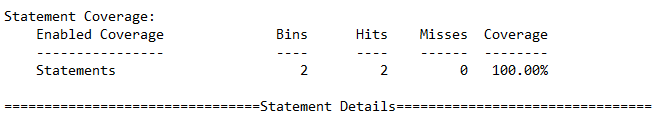 Statement Coverage:
    Enabled Coverage              Bins      Hits    Misses  Coverage
    ----------------              ----      ----    ------  --------
    Statements                       2         2         0   100.00%

================================Statement Details================================